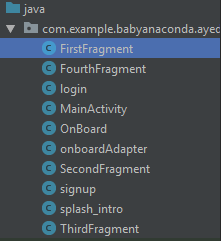 java
com.example.babyanaconda.ayec
FirstFragment
FourthFragment
login
MainActivity
OnBoard
onboardAdapter
SecondFragment
signup
splash_intro
ThirdFragment